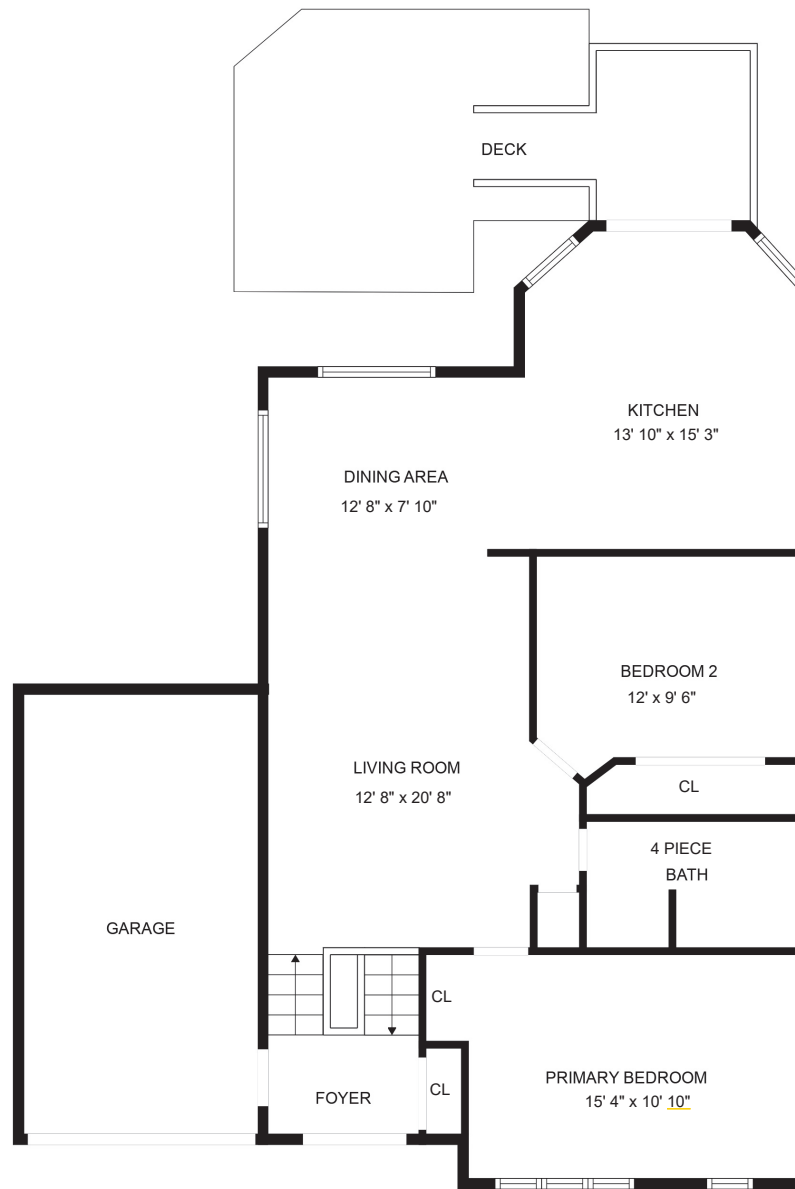 DECK
KITCHEN
13' 10" x 15' 3"
DINING AREA
12' 8" x 7' 10"
BEDROOM 2
12' x 9' 6"
LIVING ROOM
12' 8" x 20' 8"
CL
4 PIECE
BATH
GARAGE
CL
PRIMARY BEDROOM
15' 4" x 10' 10"
CL
FOYER